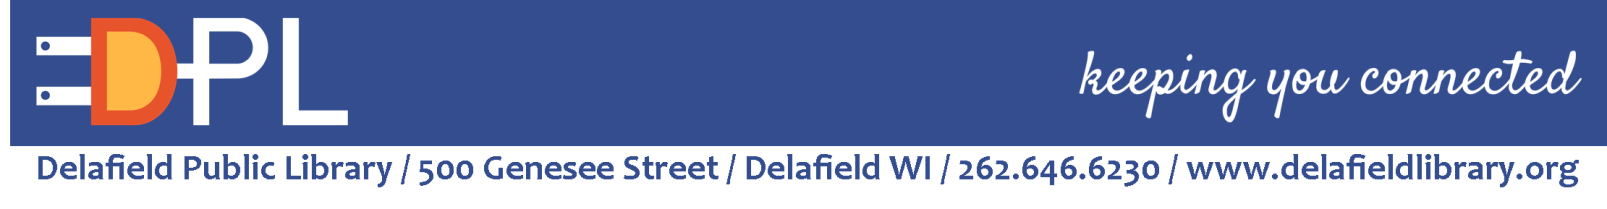 DPL
keeping you connected
Delafield Public Library / 500 Genesee Street / Delafield WI / 262.646.6230 / www.delafieldlibrary.org